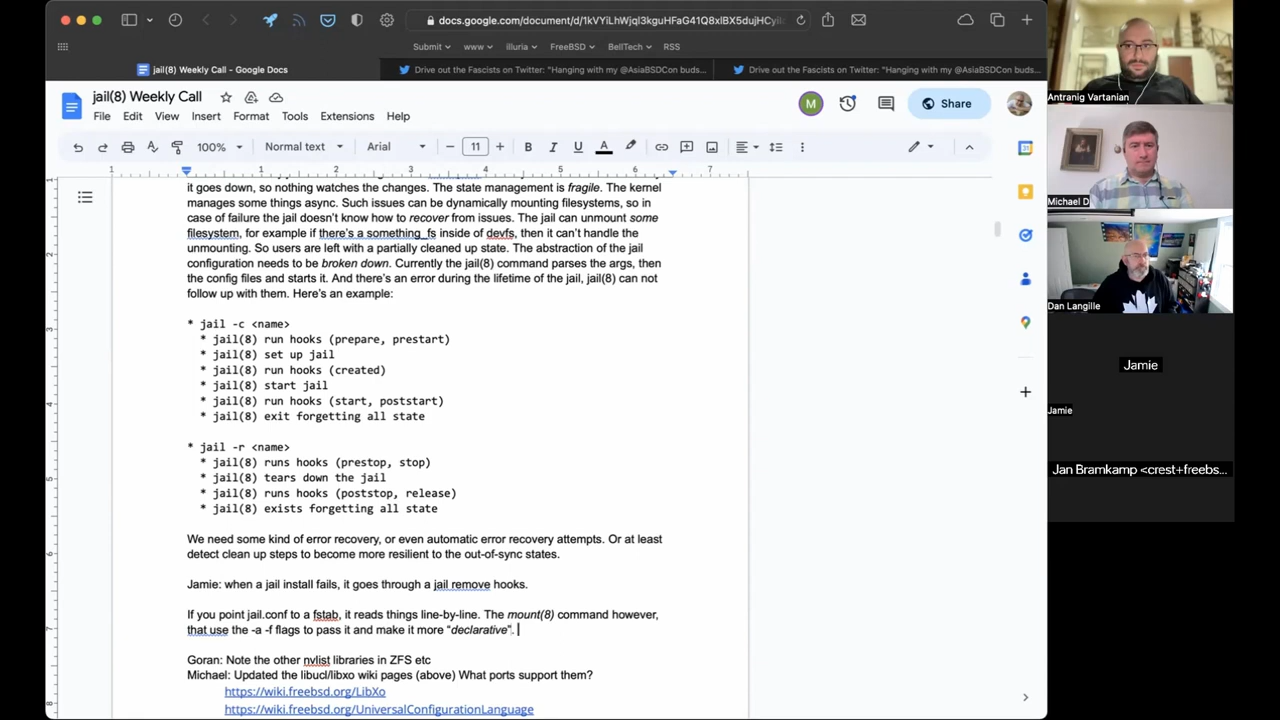 docs.google.com/document/d/1kVYiLhWjql3kguHFaG41Q8xlBX5dujHCyik
Submit www illuria FreeBSD BellTech RSS
jail(8) Weekly Call - Google Docs
Drive out the Fascists on Twitter: "Hanging with my @AsiaBSDCon buds...
Drive out the Fascists on Twitter: "Hanging with my @AsiaBSDCon buds...
jail(8) Weekly Call
M
Share
File Edit View Insert Format Tools Extensions Help
100% Normal text Arial 11 B I U A
1 1 2 3 4 5 6 7
it goes down, so nothing watches the changes. The state management is fragile. The kernel
manages some things async. Such issues can be dynamically mounting filesystems, so in
case of failure the jail doesn't know how to recover from issues. The jail can unmount some
filesystem, for example if there's a something_fs inside of devfs, then it can't handle the
unmounting. So users are left with a partially cleaned up state. The abstraction of the jail
configuration needs to be broken down. Currently the jail(8) command parses the args, then
the config files and starts it. And there's an error during the lifetime of the jail, jail(8) can not
follow up with them. Here's an example:
* jail -c <name>
* jail(8) run hooks (prepare, prestart)
* jail(8) set up jail
* jail(8) run hooks (created)
* jail(8) start jail
* jail(8) run hooks (start, poststart)
* jail(8) exit forgetting all state
* jail -r <name>
* jail(8) runs hooks (prestop, stop)
* jail(8) tears down the jail
* jail(8) runs hooks (poststop, release)
* jail(8) exists forgetting all state
We need some kind of error recovery, or even automatic error recovery attempts. Or at least
detect clean up steps to become more resilient to the out-of-sync states.
Jamie: when a jail install fails, it goes through a jail remove hooks.
If you point jail.conf to a fstab, it reads things line-by-line. The mount(8) command however,
that use the -a -f flags to pass it and make it more "declarative".
Goran: Note the other nvlist libraries in ZFS etc
Michael: Updated the libucl/libxo wiki pages (above) What ports support them?
https://wiki.freebsd.org/LibXo
https://wiki.freebsd.org/UniversalConfigurationLanguage
Antranig Vartanian
Michael D
Dan Langille
Jamie
Jamie
Jan Bramkamp <crest+freebs...